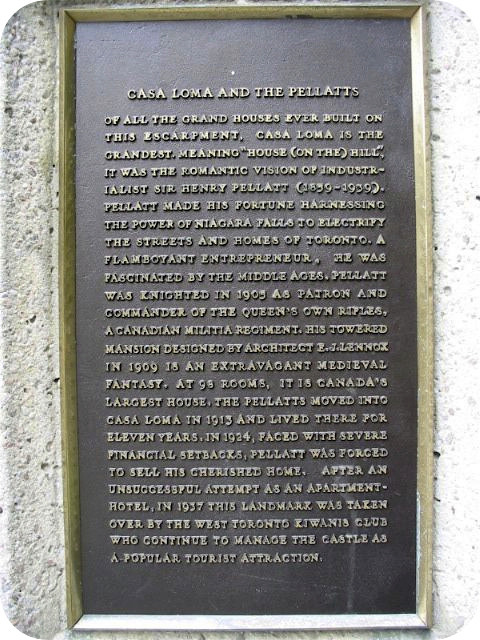 CASA LOMA AND THE PELLATTS
OF ALL THE GRAND HOUSES EVER BUILT ON
THIS ESCARPMENT, CASA LOMA IS THE
GRANDEST. MEANING "HOUSE (ON THE) HILL",
IT WAS THE ROMANTIC VISION OF INDUSTR-
IALIST SIR HENRY PELLATT (1859-1939).
PELLATT MADE HIS FORTUNE HARNESSING
THE POWER OF NIAGARA FALLS TO ELECTRIFY
THE STREETS AND HOMES OF TORONTO. A
FLAMBOYANT ENTREPRENEUR, HE WAS
FASCINATED BY THE MIDDLE AGES. PELLATT
WAS KNIGHTED IN 1905 AS PATRON AND
COMMANDER OF THE QUEEN'S OWN RIFLES,
A CANADIAN MILITIA REGIMENT. HIS TOWERED
MANSION DESIGNED BY ARCHITECT E.J. LENNOX
IN 1909 IS AN EXTRAVAGANT MEDIEVAL
FANTASY. AT 98 ROOMS, IT IS CANADA'S
LARGEST HOUSE. THE PELLATTS MOVED INTO
CASA LOMA IN 1913 AND LIVED THERE FOR
ELEVEN YEARS. IN 1924, FACED WITH SEVERE
FINANCIAL SETBACKS, PELLATT WAS FORCED
TO SELL HIS CHERISHED HOME. AFTER AN
UNSUCCESSFUL ATTEMPT AS AN APARTMENT-
HOTEL, IN 1937 THIS LANDMARK WAS TAKEN
OVER BY THE WEST TORONTO KIWANIS CLUB
WHO CONTINUE TO MANAGE THE CASTLE AS
A POPULAR TOURIST ATTRACTION.